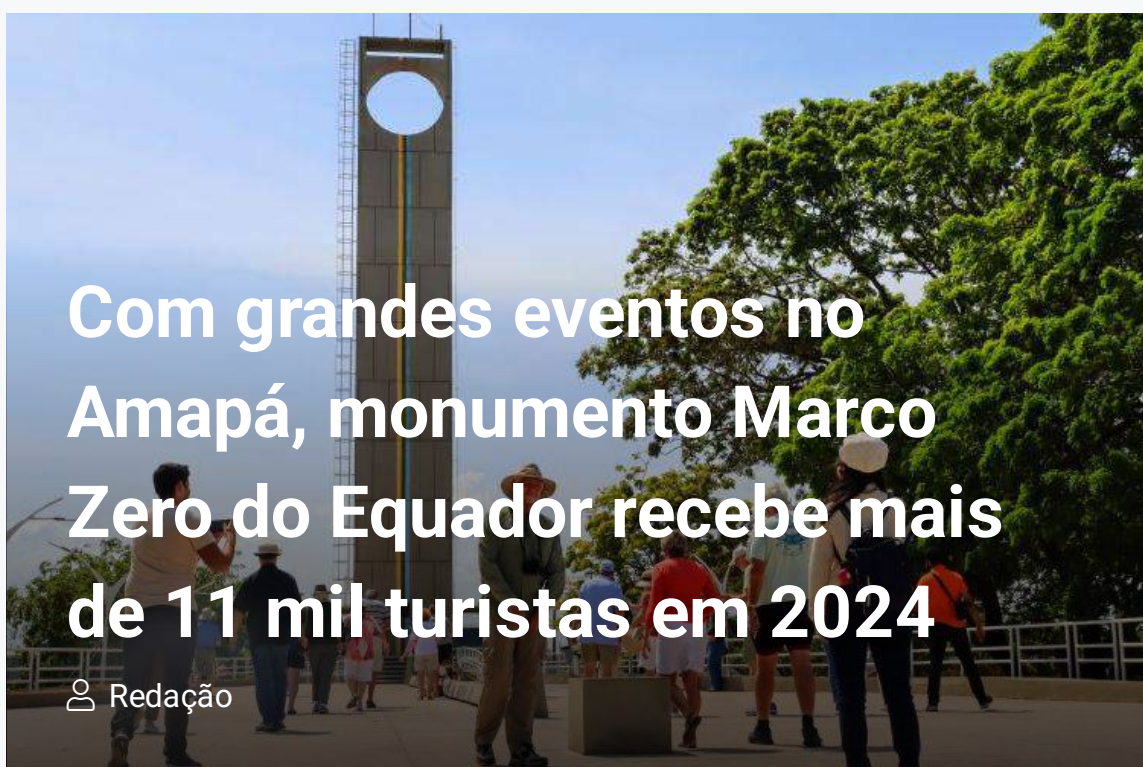 Com grandes eventos no
Amapá, monumento Marco
Zero do Equador recebe mais
de 11 mil turistas em 2024
Redação